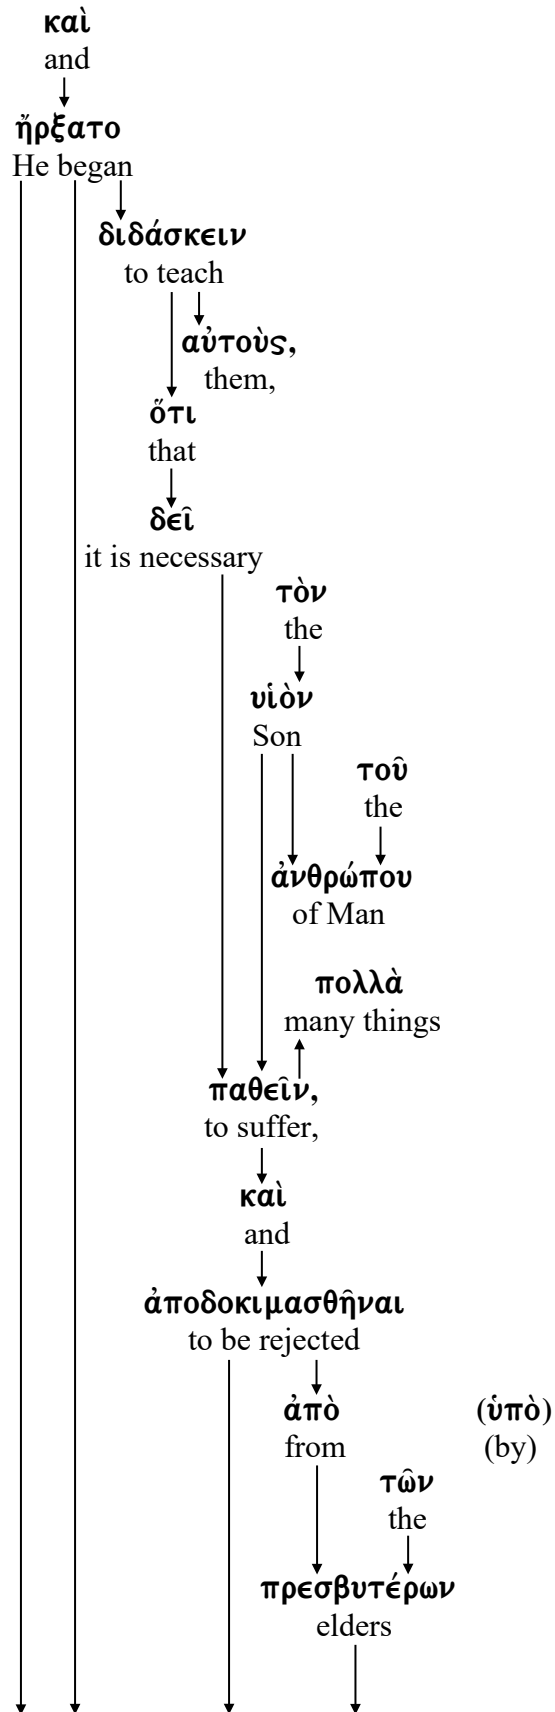 καὶ
and
ἤρξατο
He began
διδάσκειν
to teach
αὐτοὺς,
them,
ὅτι
that
δεῖ
it is necessary
τὸν
the
υἱὸν
Son
τοῦ
the
ἀνθρώπου
of Man
πολλὰ
many things
παθεῖν,
to suffer,
καὶ
and
ἀποδοκιμασθῆναι
to be rejected
ἀπὸ (ὑπὸ)
from (by)
τῶν
the
πρεσβυτέρων
elders